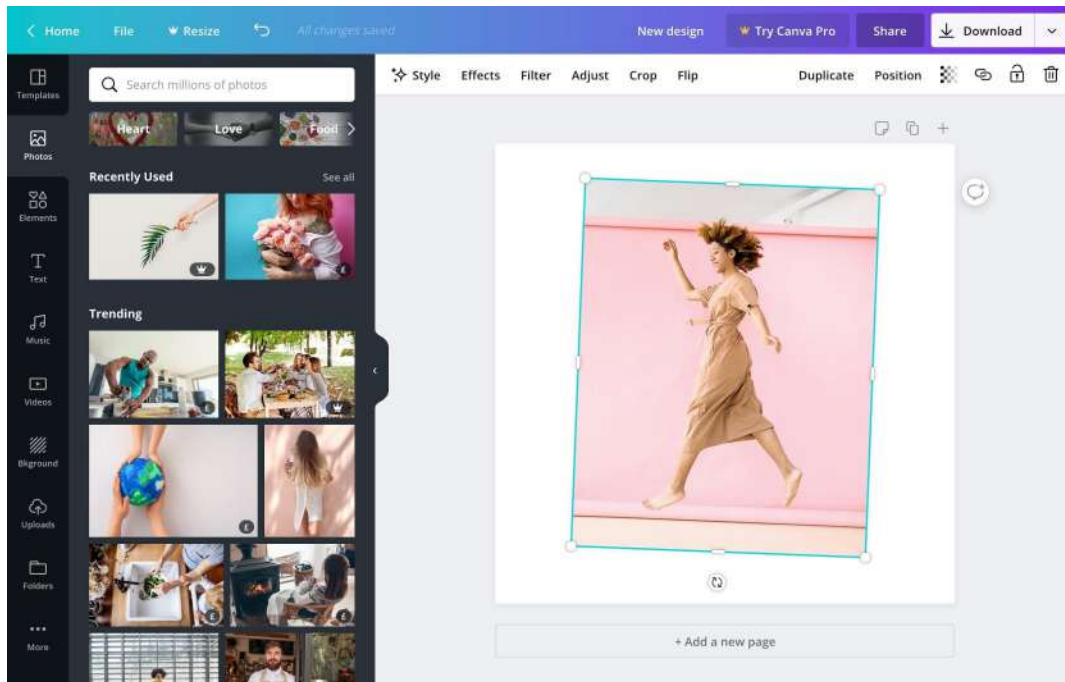 Home File Resize All changes saved New design Try Canva Pro Share Download
Style Effects Filter Adjust Crop Flip Duplicate Position
Templates
Photos
Elements
Text
Music
Videos
Bkground
Uploads
Folders
More
Search millions of photos
Heart Love Food
Recently Used See all
£
Trending
£
£
£ £
+ Add a new page